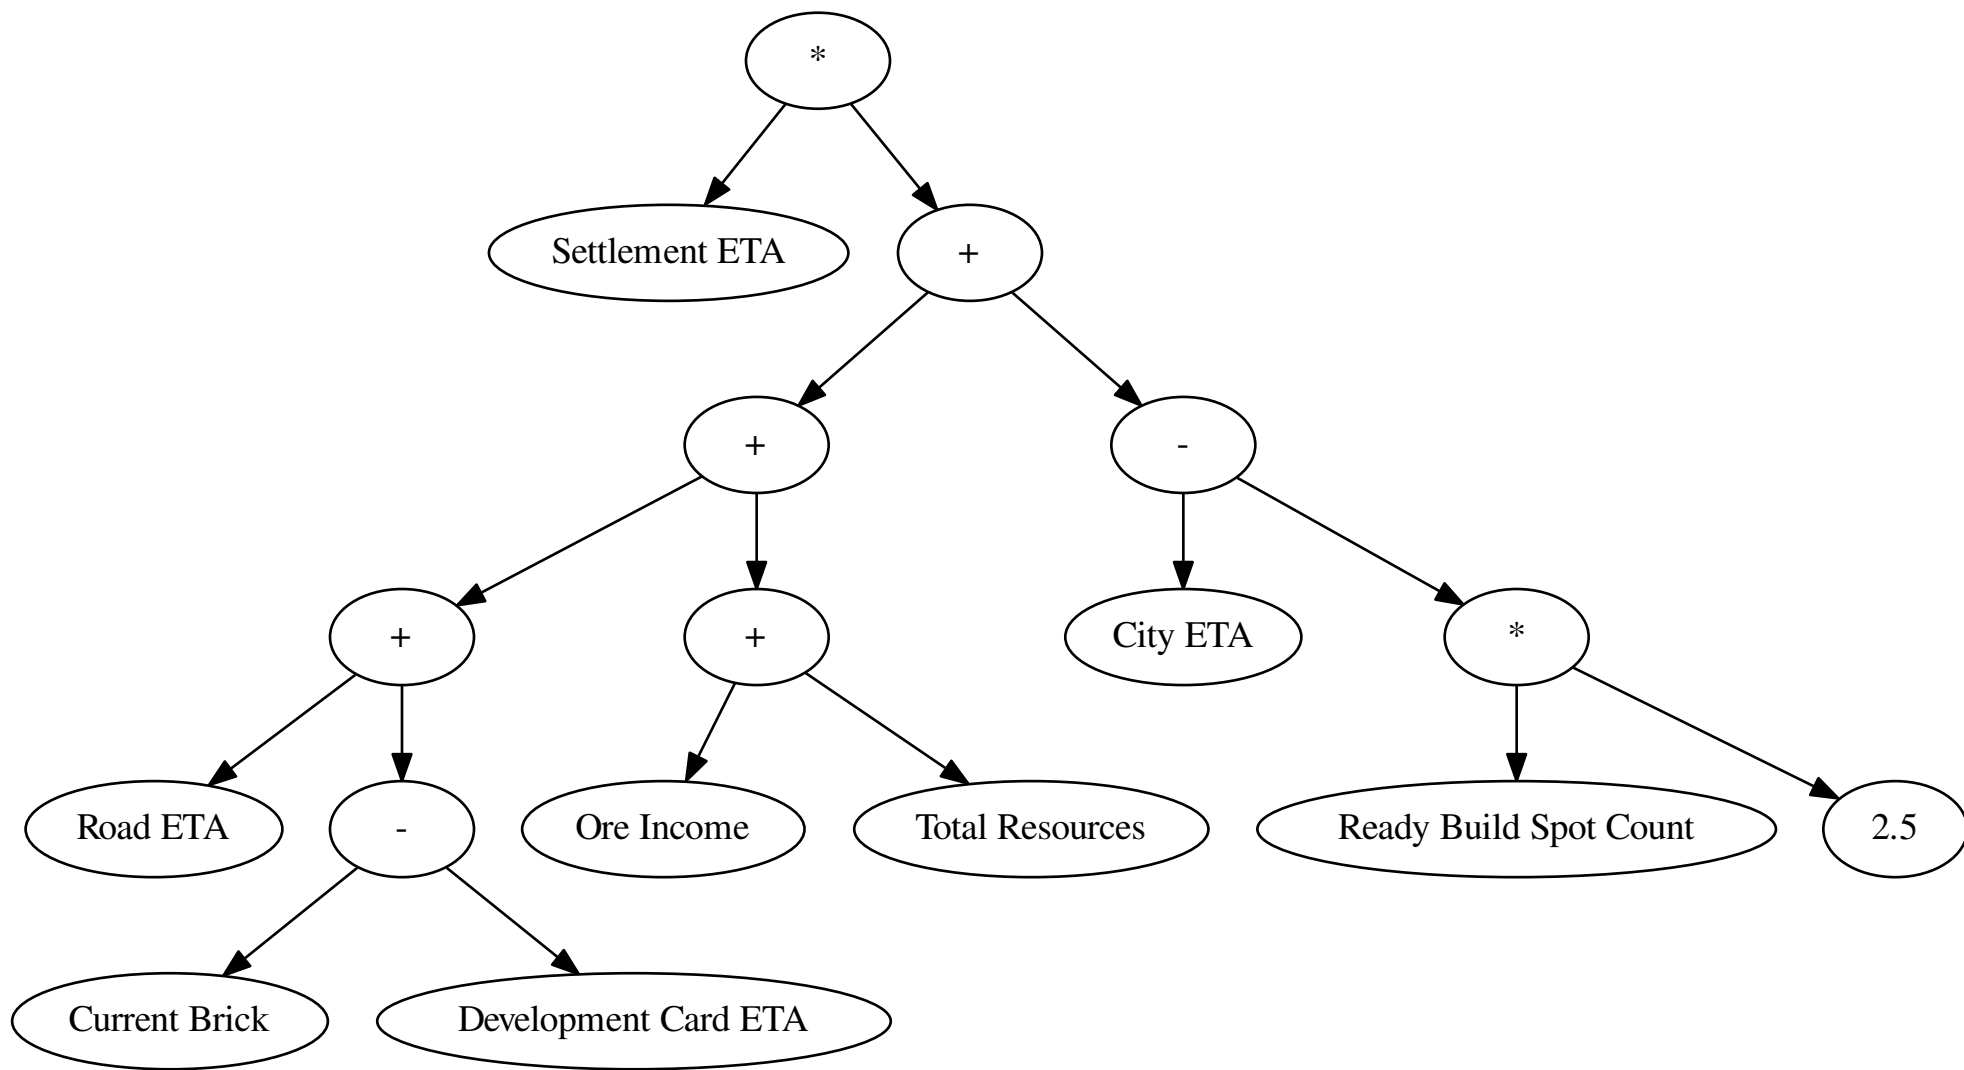 *
Settlement ETA
+
+
-
+
+
City ETA
*
Road ETA
-
Ore Income
Total Resources
Ready Build Spot Count
2.5
Current Brick
Development Card ETA